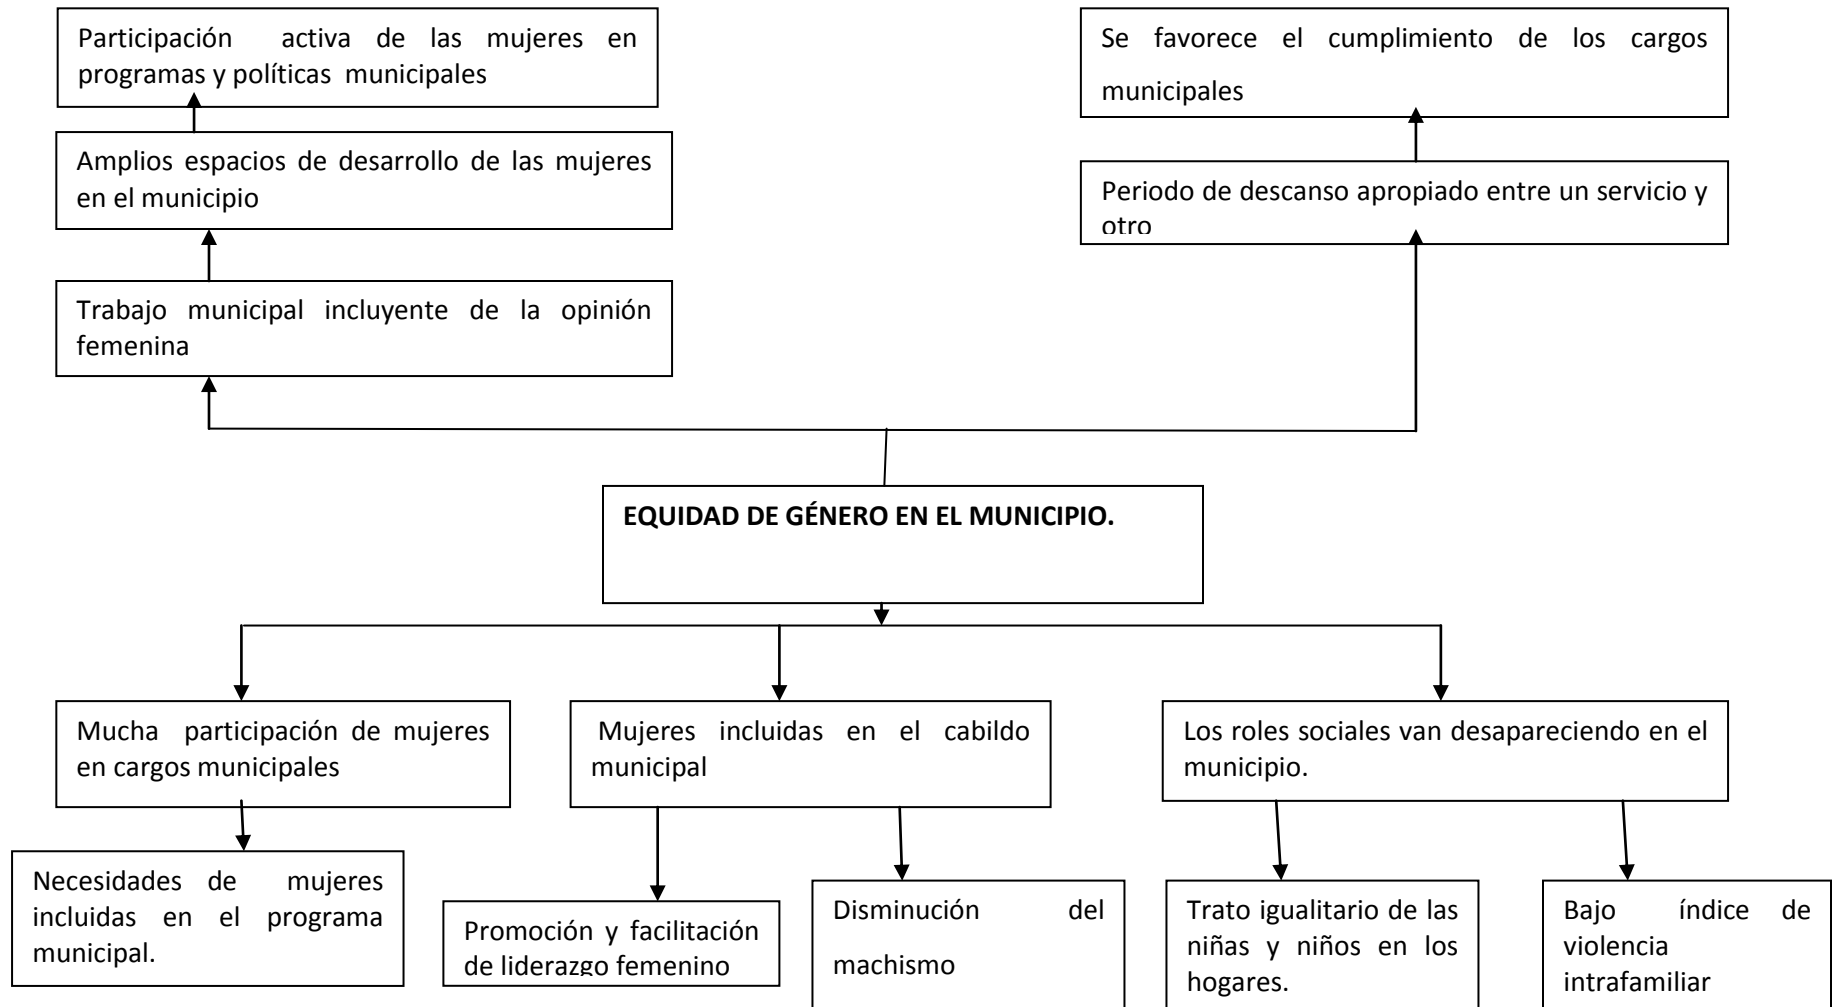 Participación activa de las mujeres en
programas y políticas municipales
Se favorece el cumplimiento de los cargos
municipales
Amplios espacios de desarrollo de las mujeres
en el municipio
Periodo de descanso apropiado entre un servicio y
otro
Trabajo municipal incluyente de la opinión
femenina
EQUIDAD DE GÉNERO EN EL MUNICIPIO.
Mucha participación de mujeres
en cargos municipales
Mujeres incluidas en el cabildo
municipal
Los roles sociales van desapareciendo en el
municipio.
Necesidades de mujeres
incluidas en el programa
municipal.
Promoción y facilitación
de liderazgo femenino
Disminución del
machismo
Trato igualitario de las
niñas y niños en los
hogares.
Bajo índice de
violencia
intrafamiliar